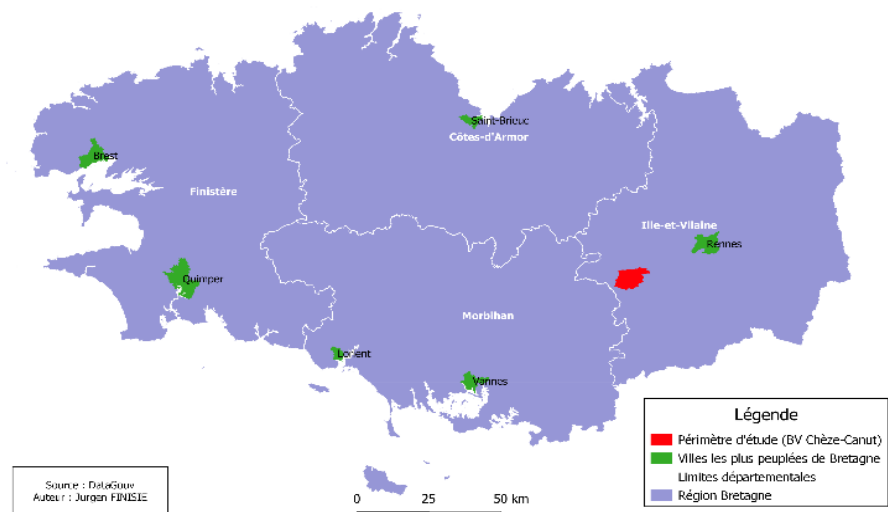 Saint-Brieuc
Côtes-d'Armor
Brest
Finistère
Ille-et-Vilaine
Rennes
Quimper
Morbihan
Lorient
Vannes
Légende
Périmètre d'étude (BV Chèze-Canut)
Villes les plus peuplées de Bretagne
Limites départementales
Région Bretagne
Source : DataGouv
Auteur : Jurgen FINISIE
0 25 50 km